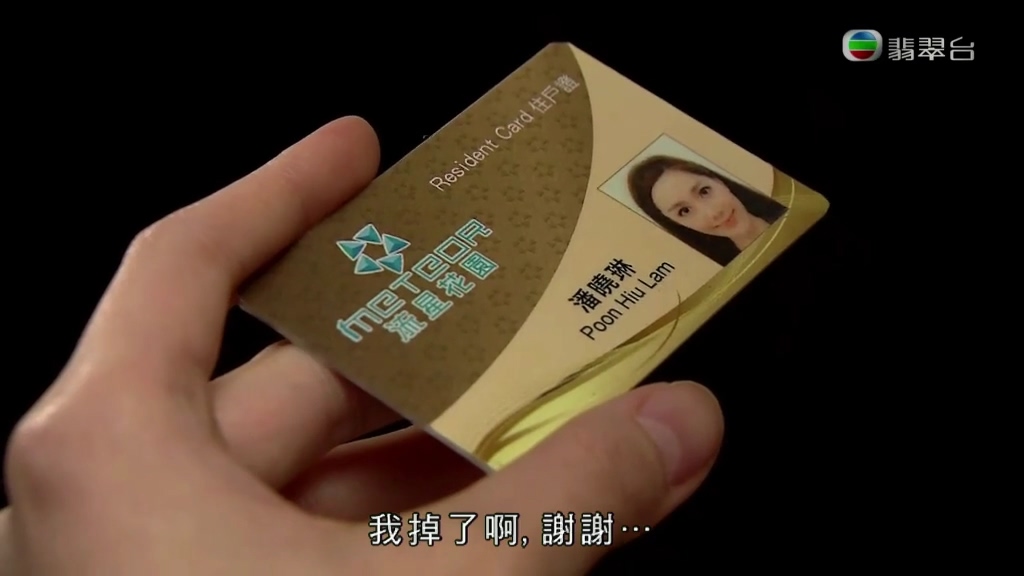 翡翠台
Resident Card 住戶證
METEOR
流星花園
潘曉琳
Poon Hiu Lam
我掉了啊, 謝謝…